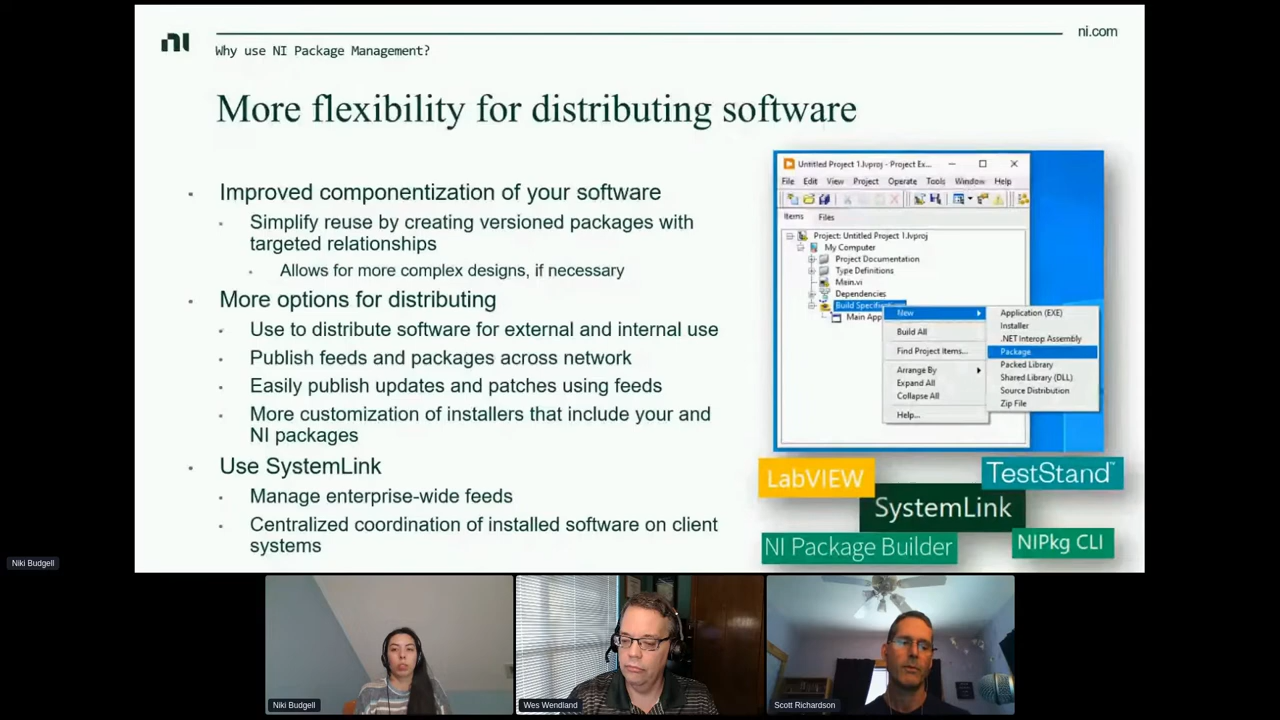 ni
Why use NI Package Management?
ni.com
More flexibility for distributing software
Improved componentization of your software
Simplify reuse by creating versioned packages with
targeted relationships
Allows for more complex designs, if necessary
More options for distributing
Use to distribute software for external and internal use
Publish feeds and packages across network
Easily publish updates and patches using feeds
More customization of installers that include your and
NI packages
Use SystemLink
Manage enterprise-wide feeds
Centralized coordination of installed software on client
systems
Untitled Project 1.lvproj - Project Ex...
File Edit View Project Operate Tools Window Help
Items Files
Project: Untitled Project 1.lvproj
My Computer
Project Documentation
Type Definitions
Main.vi
Dependencies
Build Specifications
Main App
New
Build All
Find Project Items...
Arrange By
Expand All
Collapse All
Help...
Application (EXE)
Installer
.NET Interop Assembly
Package
Packed Library
Shared Library (DLL)
Source Distribution
Zip File
LabVIEW
TestStand™
SystemLink
NI Package Builder
NIPkg CLI
Niki Budgell
Niki Budgell
Wes Wendland
Scott Richardson